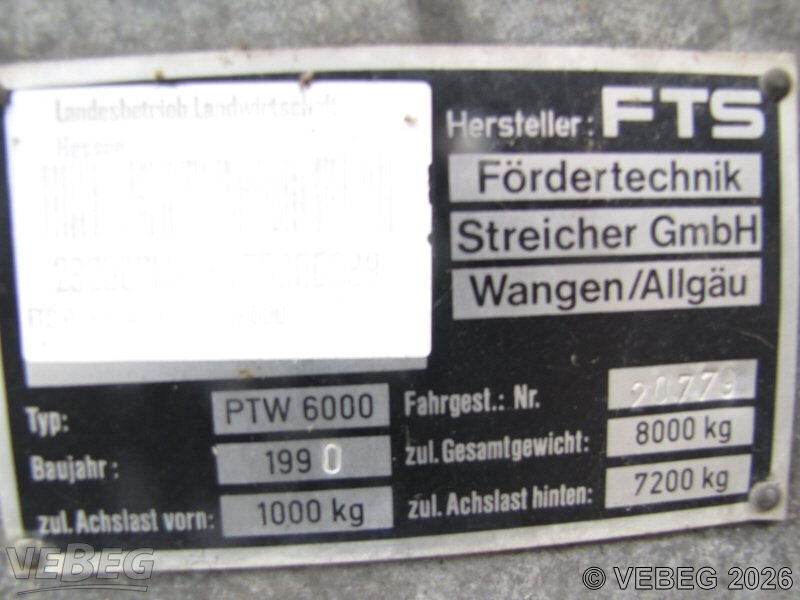 Landesbetrieb Landwirtschaft
Hessen
Hersteller: FTS
Fördertechnik
Streicher GmbH
Wangen/Allgäu
Typ: PTW 6000
Baujahr: 1990
zul. Achslast vorn: 1000 kg
Fahrgest.: Nr. 20779
zul. Gesamtgewicht: 8000 kg
zul. Achslast hinten: 7200 kg
VEBEG
© VEBEG 2026